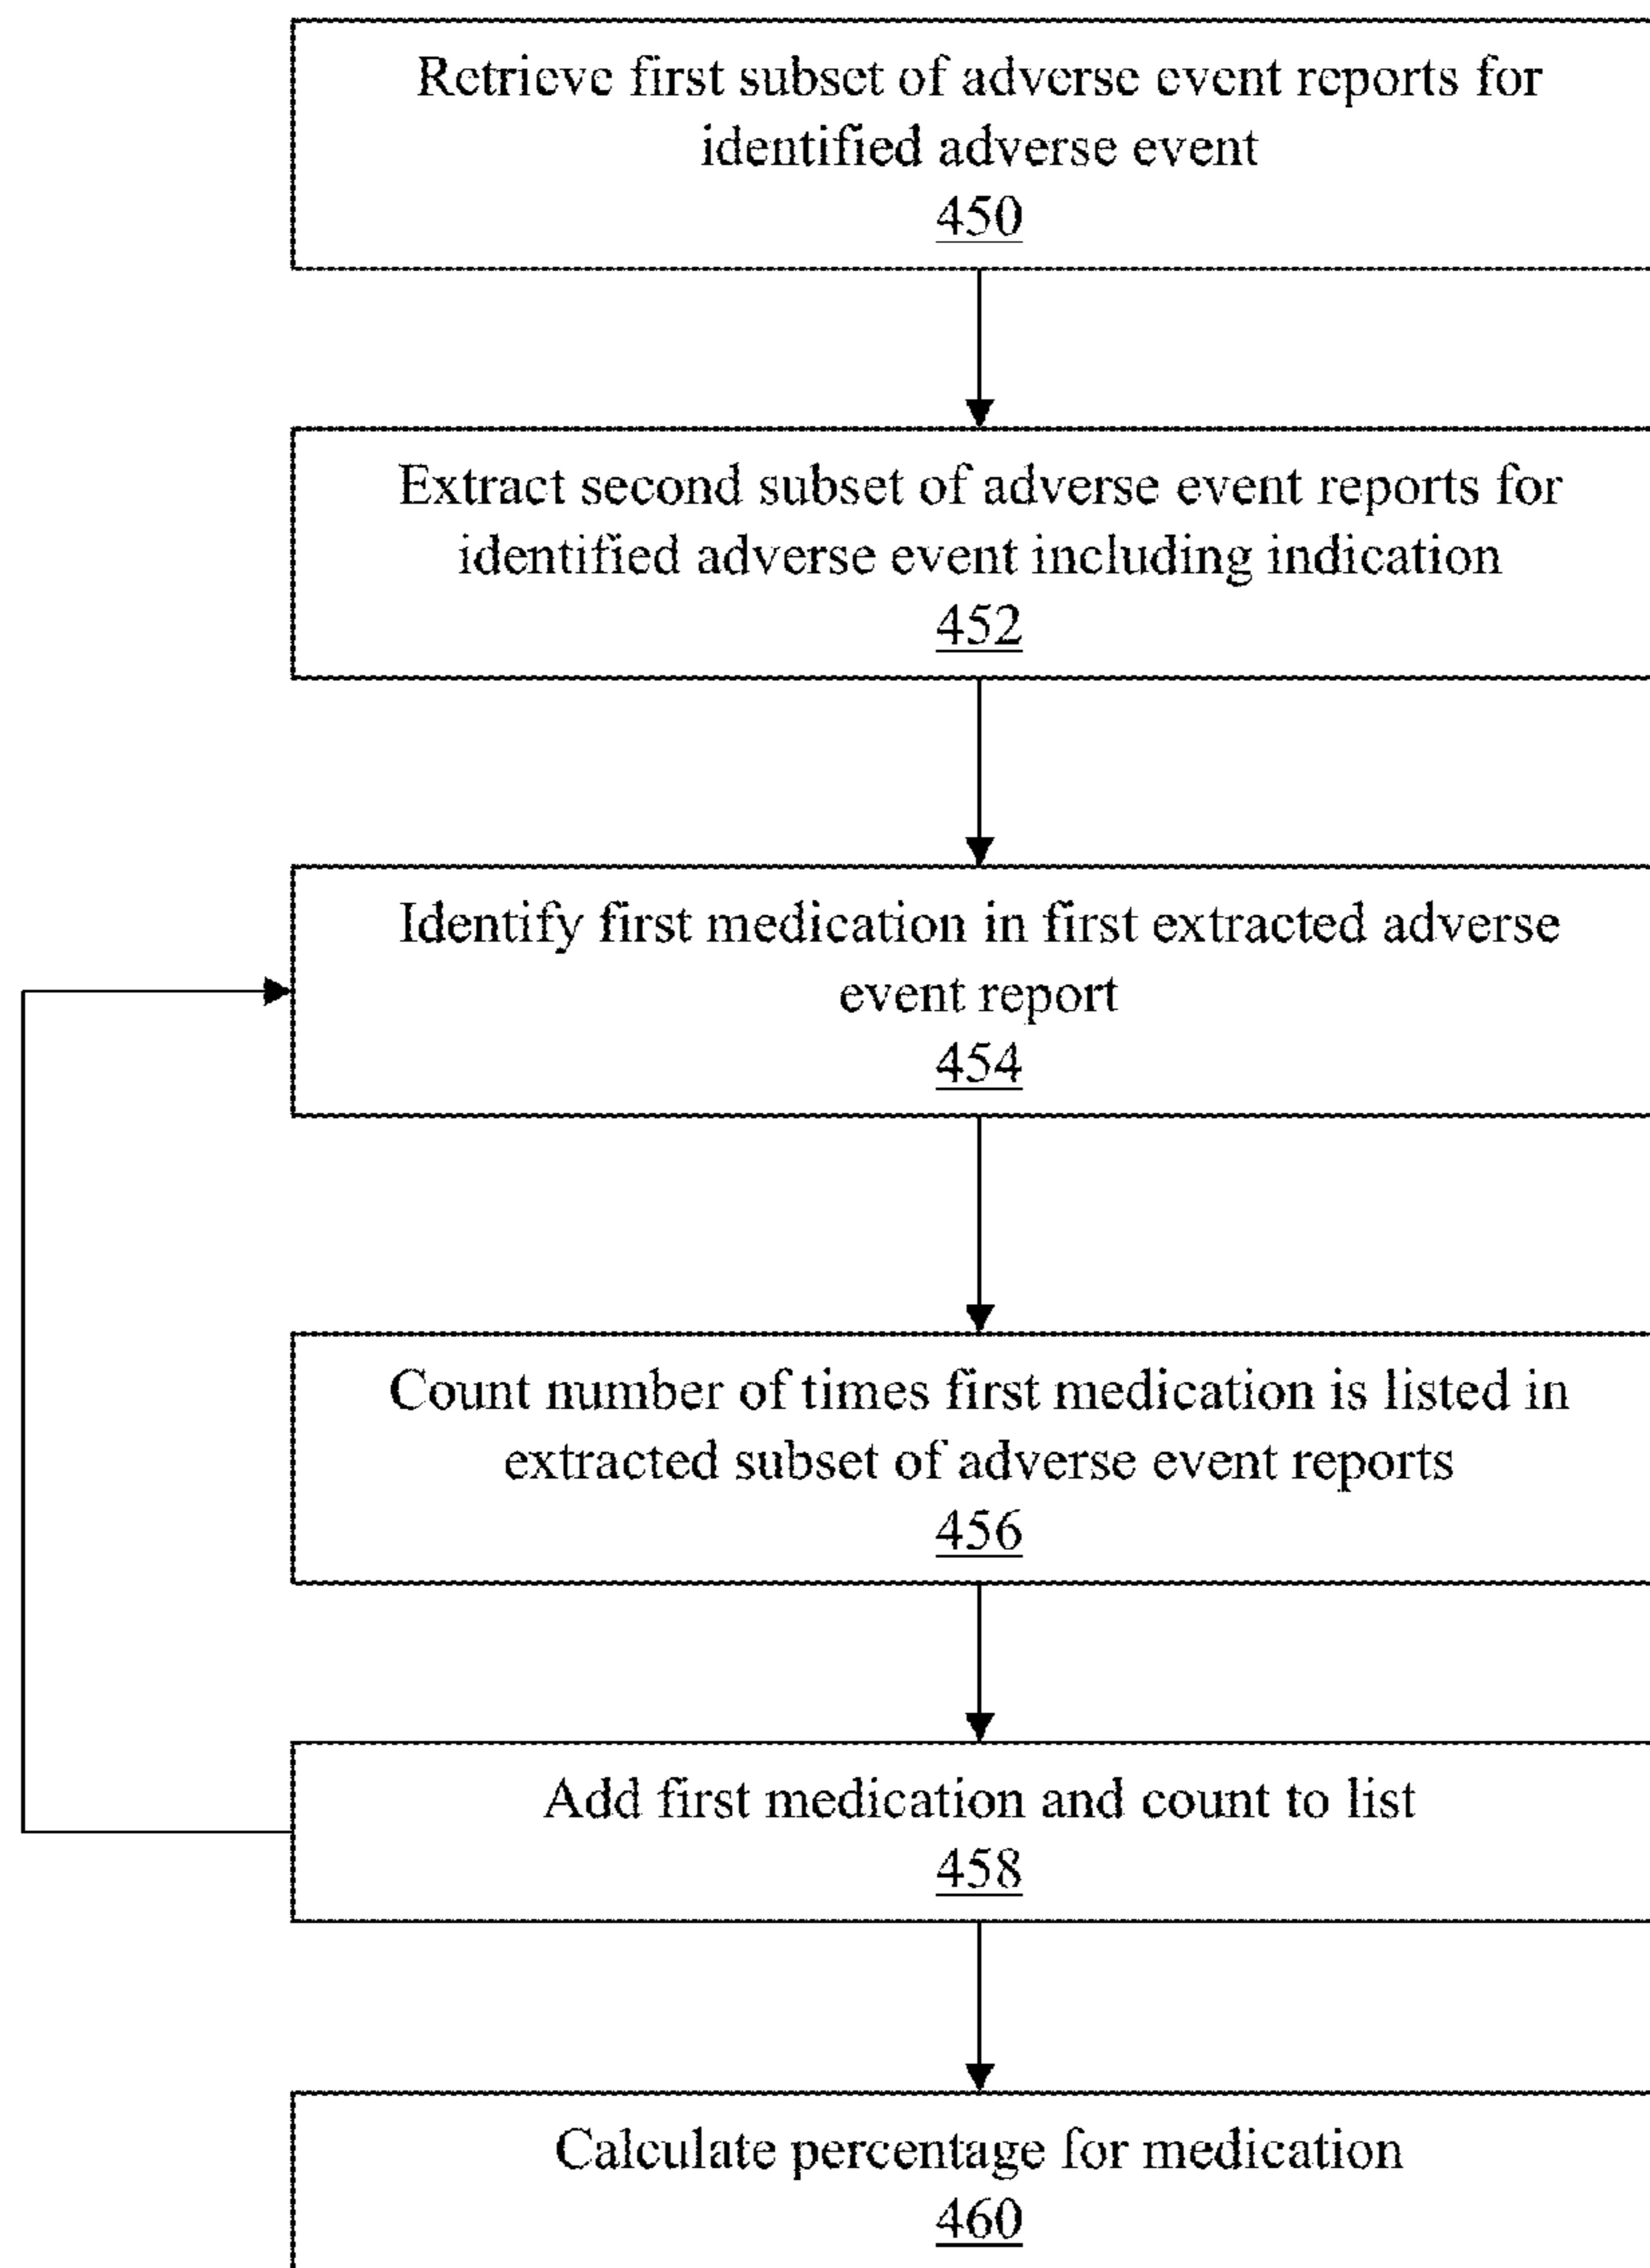 Retrieve first subset of adverse event reports for
identified adverse event
450
Extract second subset of adverse event reports for
identified adverse event including indication
452
Identify first medication in first extracted adverse
event report
454
Count number of times first medication is listed in
extracted subset of adverse event reports
456
Add first medication and count to list
458
Calculate percentage for medication
460